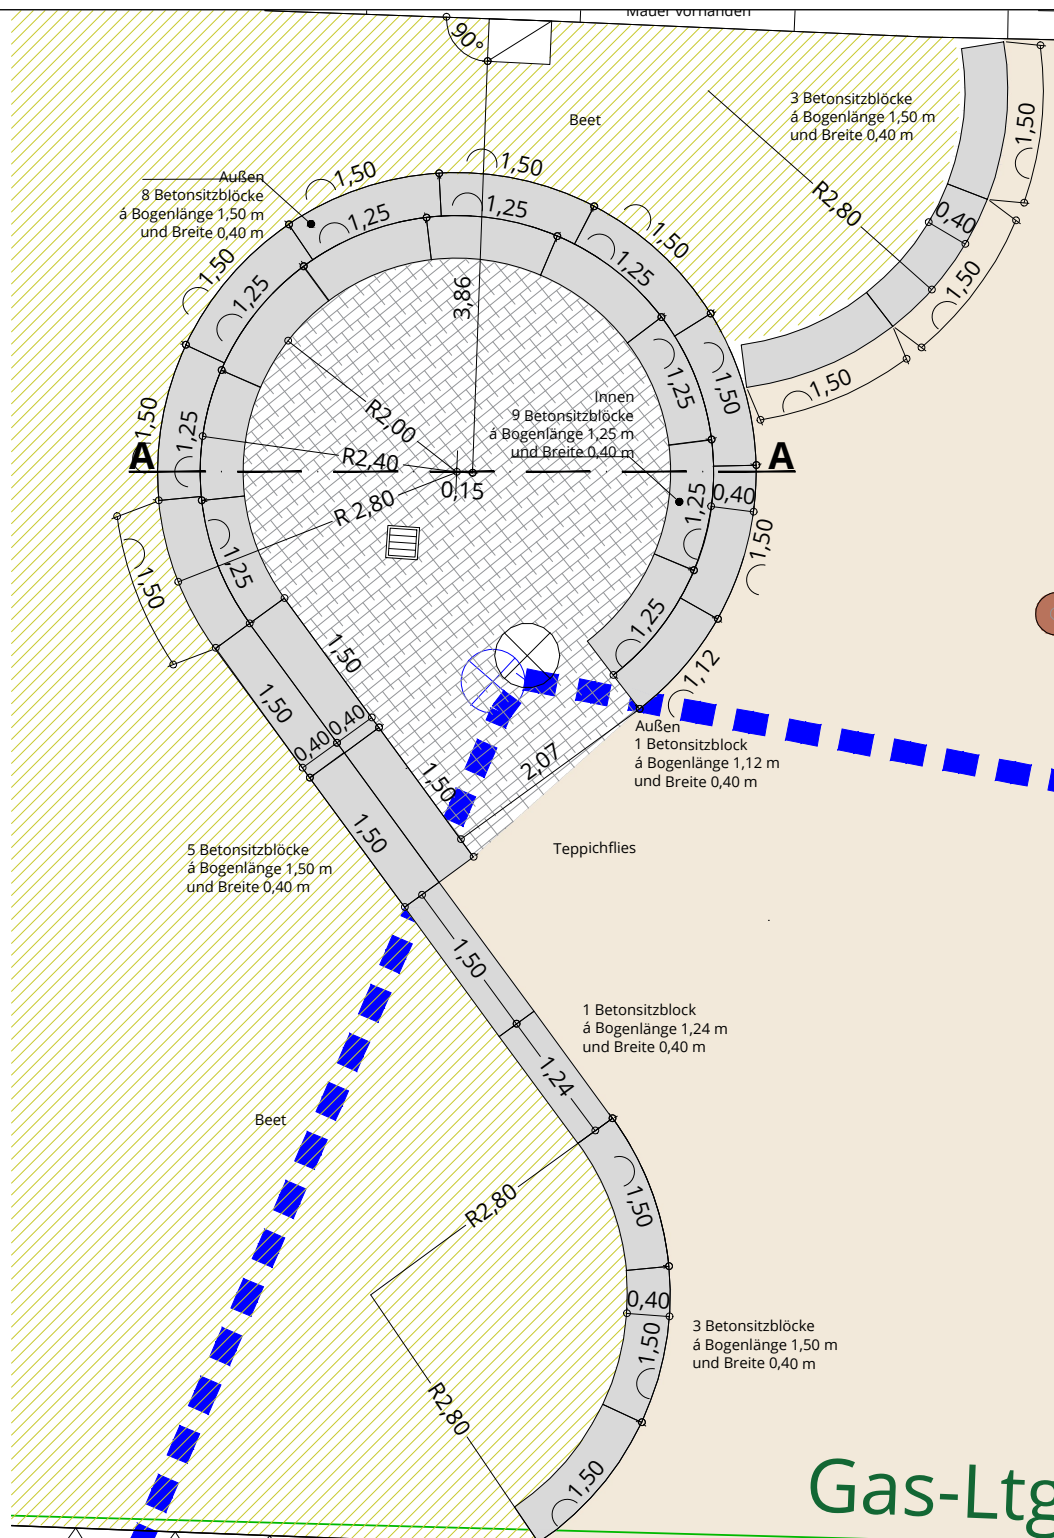 Mauer vorhanden
90°
Beet
3 Betonsitzblöcke
á Bogenlänge 1,50 m
und Breite 0,40 m
1,50
R2,80
0,40
1,50
1,50
Außen
8 Betonsitzblöcke
á Bogenlänge 1,50 m
und Breite 0,40 m
1,50
1,50
1,50
1,50
1,50
1,50
1,25
1,25
1,25
1,25
1,25
1,25
3,86
R2,00
R2,40
R 2,80
0,15
Innen
9 Betonsitzblöcke
á Bogenlänge 1,25 m
und Breite 0,40 m
A
A
1,25
0,40
1,50
1,50
1,25
1,25
1,12
1,50
1,50
0,40
0,40
1,50
1,50
2,07
Außen
1 Betonsitzblock
á Bogenlänge 1,12 m
und Breite 0,40 m
Teppichflies
5 Betonsitzblöcke
á Bogenlänge 1,50 m
und Breite 0,40 m
1,50
1 Betonsitzblock
á Bogenlänge 1,24 m
und Breite 0,40 m
1,24
Beet
R2,80
1,50
0,40
1,50
3 Betonsitzblöcke
á Bogenlänge 1,50 m
und Breite 0,40 m
R2,80
1,50
Gas-Ltg